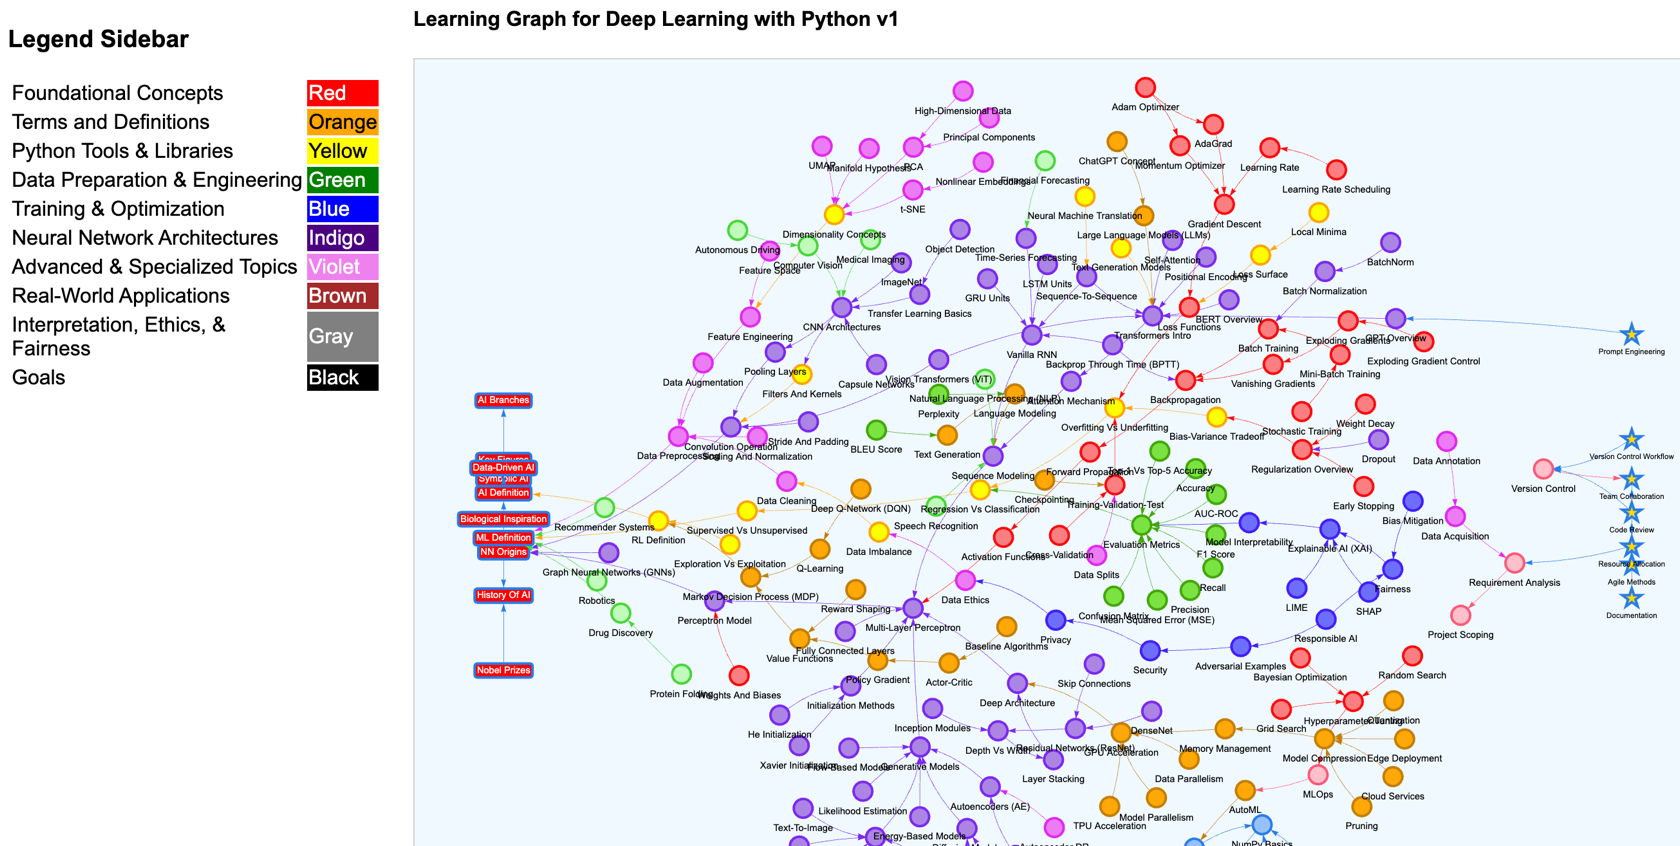 Learning Graph for Deep Learning with Python v1
Legend Sidebar
Foundational Concepts Red
Terms and Definitions Orange
Python Tools & Libraries Yellow
Data Preparation & Engineering Green
Training & Optimization Blue
Neural Network Architectures Indigo
Advanced & Specialized Topics Violet
Real-World Applications Brown
Interpretation, Ethics, &
Fairness
Gray
Goals Black
High-Dimensional Data
Adam Optimizer
Principal Components
AdaGrad
UMAP
Manifold Hypothesis
PCA
ChatGPT Concept
Momentum Optimizer
Learning Rate
Nonlinear Embeddings
Financial Forecasting
Learning Rate Scheduling
t-SNE
Neural Machine Translation
Gradient Descent
Dimensionality Concepts
Large Language Models (LLMs)
Local Minima
Autonomous Driving
Object Detection
Medical Imaging
Computer Vision
Time-Series Forecasting
Self-Attention
BatchNorm
Feature Space
Text Generation Models
Positional Encoding
Loss Surface
ImageNet
LSTM Units
GRU Units
Sequence-To-Sequence
Batch Normalization
Transfer Learning Basics
BERT Overview
CNN Architectures
Loss Functions
Transformers Intro
Feature Engineering
Exploding Gradients
GPT Overview
Batch Training
Vanilla RNN
Prompt Engineering
Exploding Gradient Control
Backprop Through Time (BPTT)
Pooling Layers
Mini-Batch Training
Data Augmentation
Capsule Networks
Vision Transformers (ViT)
Vanishing Gradients
Filters And Kernels
Natural Language Processing (NLP)
Attention Mechanism
Backpropagation
AI Branches
Perplexity
Language Modeling
Overfitting Vs Underfitting
Weight Decay
Stochastic Training
Bias-Variance Tradeoff
Stride And Padding
Convolution Operation
BLEU Score
Text Generation
Data Preprocessing
Scaling And Normalization
Dropout
Version Control Workflow
Key Figures
Data-Driven AI
Symbolic AI
AI Definition
Data Annotation
Regularization Overview
Forward Propagation
Top-1 Vs Top-5 Accuracy
Sequence Modeling
Version Control
Team Collaboration
Data Cleaning
Accuracy
Checkpointing
Training-Validation-Test
Early Stopping
Deep Q-Network (DQN)
Regression Vs Classification
AUC-ROC
Bias Mitigation
Biological Inspiration
Recommender Systems
Supervised Vs Unsupervised
Speech Recognition
Code Review
ML Definition
RL Definition
Data Imbalance
Evaluation Metrics
Model Interpretability
Explainable AI (XAI)
Data Acquisition
NN Origins
Activation Functions
Cross-Validation
F1 Score
Exploration Vs Exploitation
Resource Allocation
Graph Neural Networks (GNNs)
Q-Learning
Data Splits
Requirement Analysis
Agile Methods
Recall
Fairness
History Of AI
Robotics
Markov Decision Process (MDP)
Data Ethics
Reward Shaping
Precision
LIME
SHAP
Confusion Matrix
Mean Squared Error (MSE)
Documentation
Perceptron Model
Multi-Layer Perceptron
Drug Discovery
Privacy
Responsible AI
Project Scoping
Fully Connected Layers
Baseline Algorithms
Value Functions
Nobel Prizes
Security
Adversarial Examples
Policy Gradient
Actor-Critic
Skip Connections
Bayesian Optimization
Random Search
Protein Folding
Weights And Biases
Initialization Methods
Deep Architecture
Hyperparameter Tuning
Quantization
Grid Search
Inception Modules
He Initialization
DenseNet
Depth Vs Width
Residual Networks (ResNet)
GPU Acceleration
Memory Management
Model Compression
Edge Deployment
Xavier Initialization
Flow-Based Models
Generative Models
Layer Stacking
Data Parallelism
MLOps
Cloud Services
Likelihood Estimation
Autoencoders (AE)
AutoML
Model Parallelism
TPU Acceleration
Pruning
Text-To-Image
Energy-Based Models
NumPy Basics